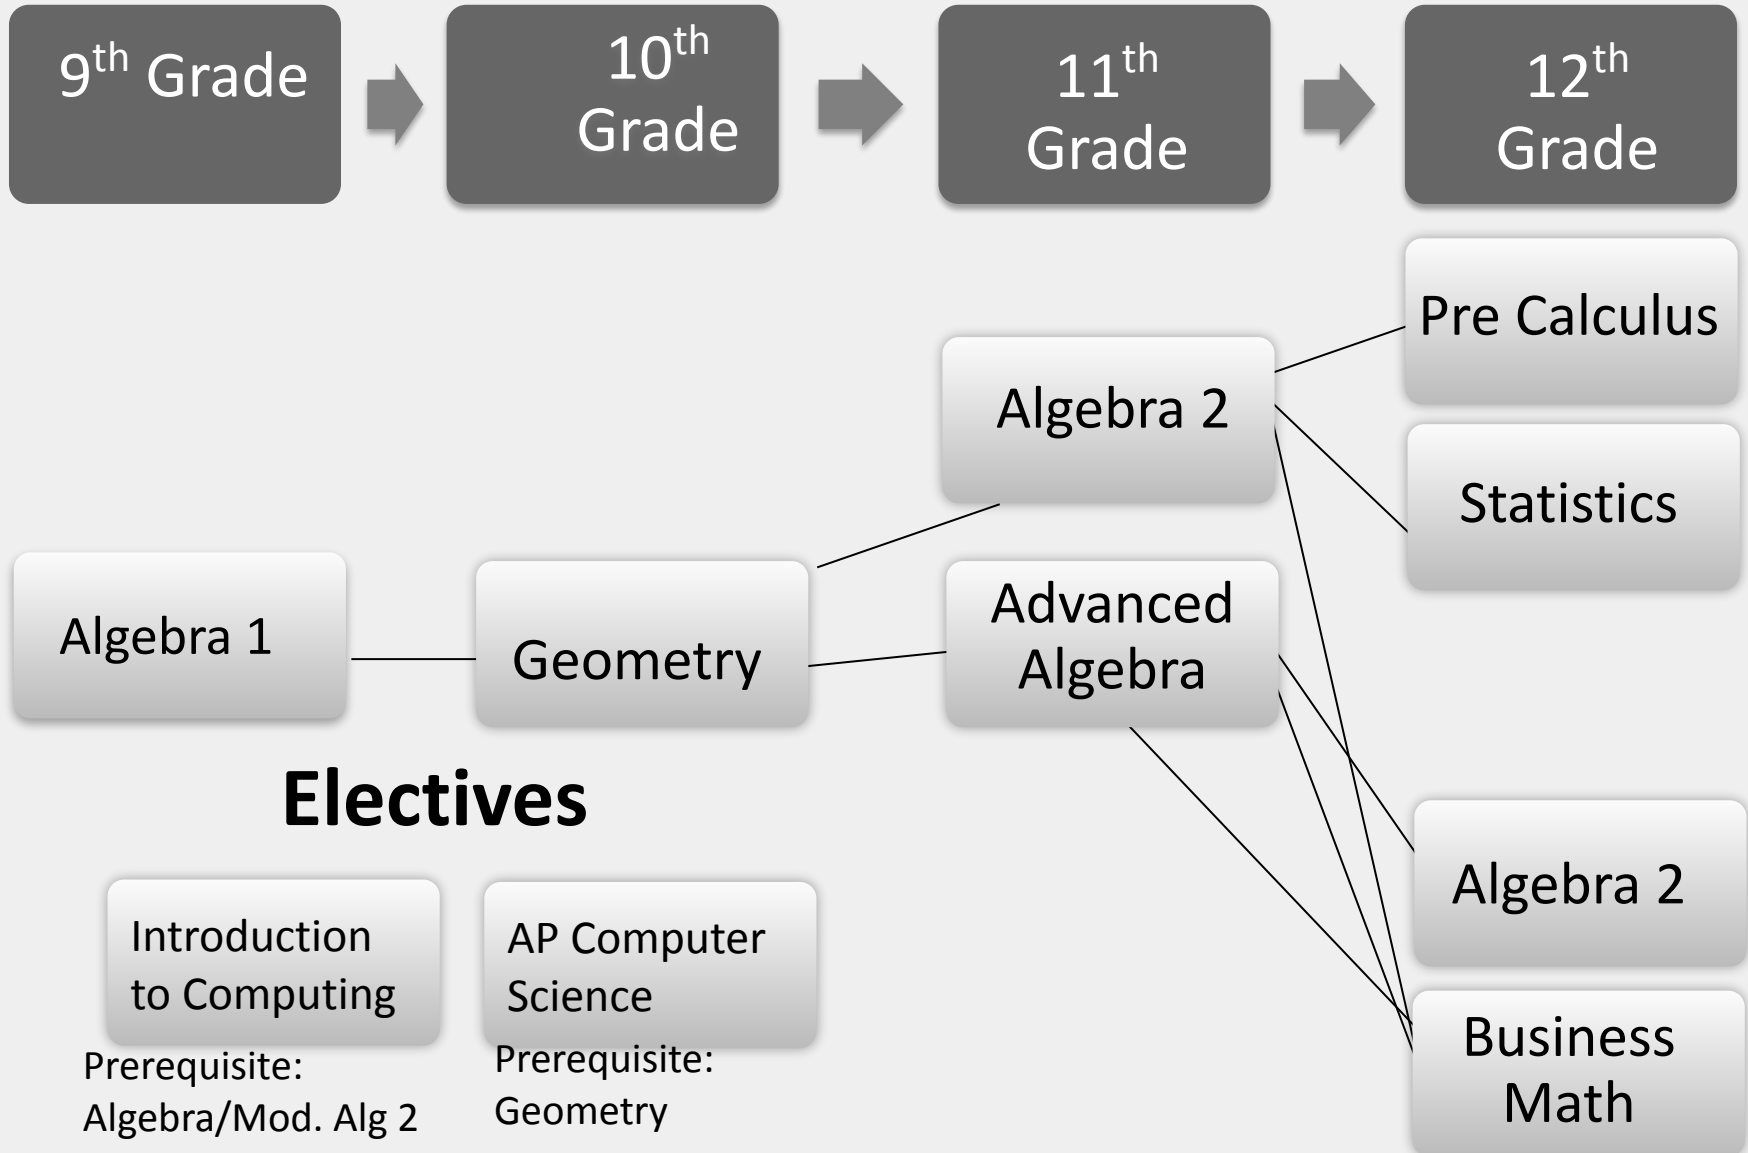 9th Grade
10th
Grade
11th
Grade
12th
Grade
Pre Calculus
Algebra 2
Statistics
Algebra 1
Geometry
Advanced
Algebra
Electives
Introduction
to Computing
Prerequisite:
Algebra/Mod. Alg 2
AP Computer
Science
Prerequisite:
Geometry
Algebra 2
Business
Math